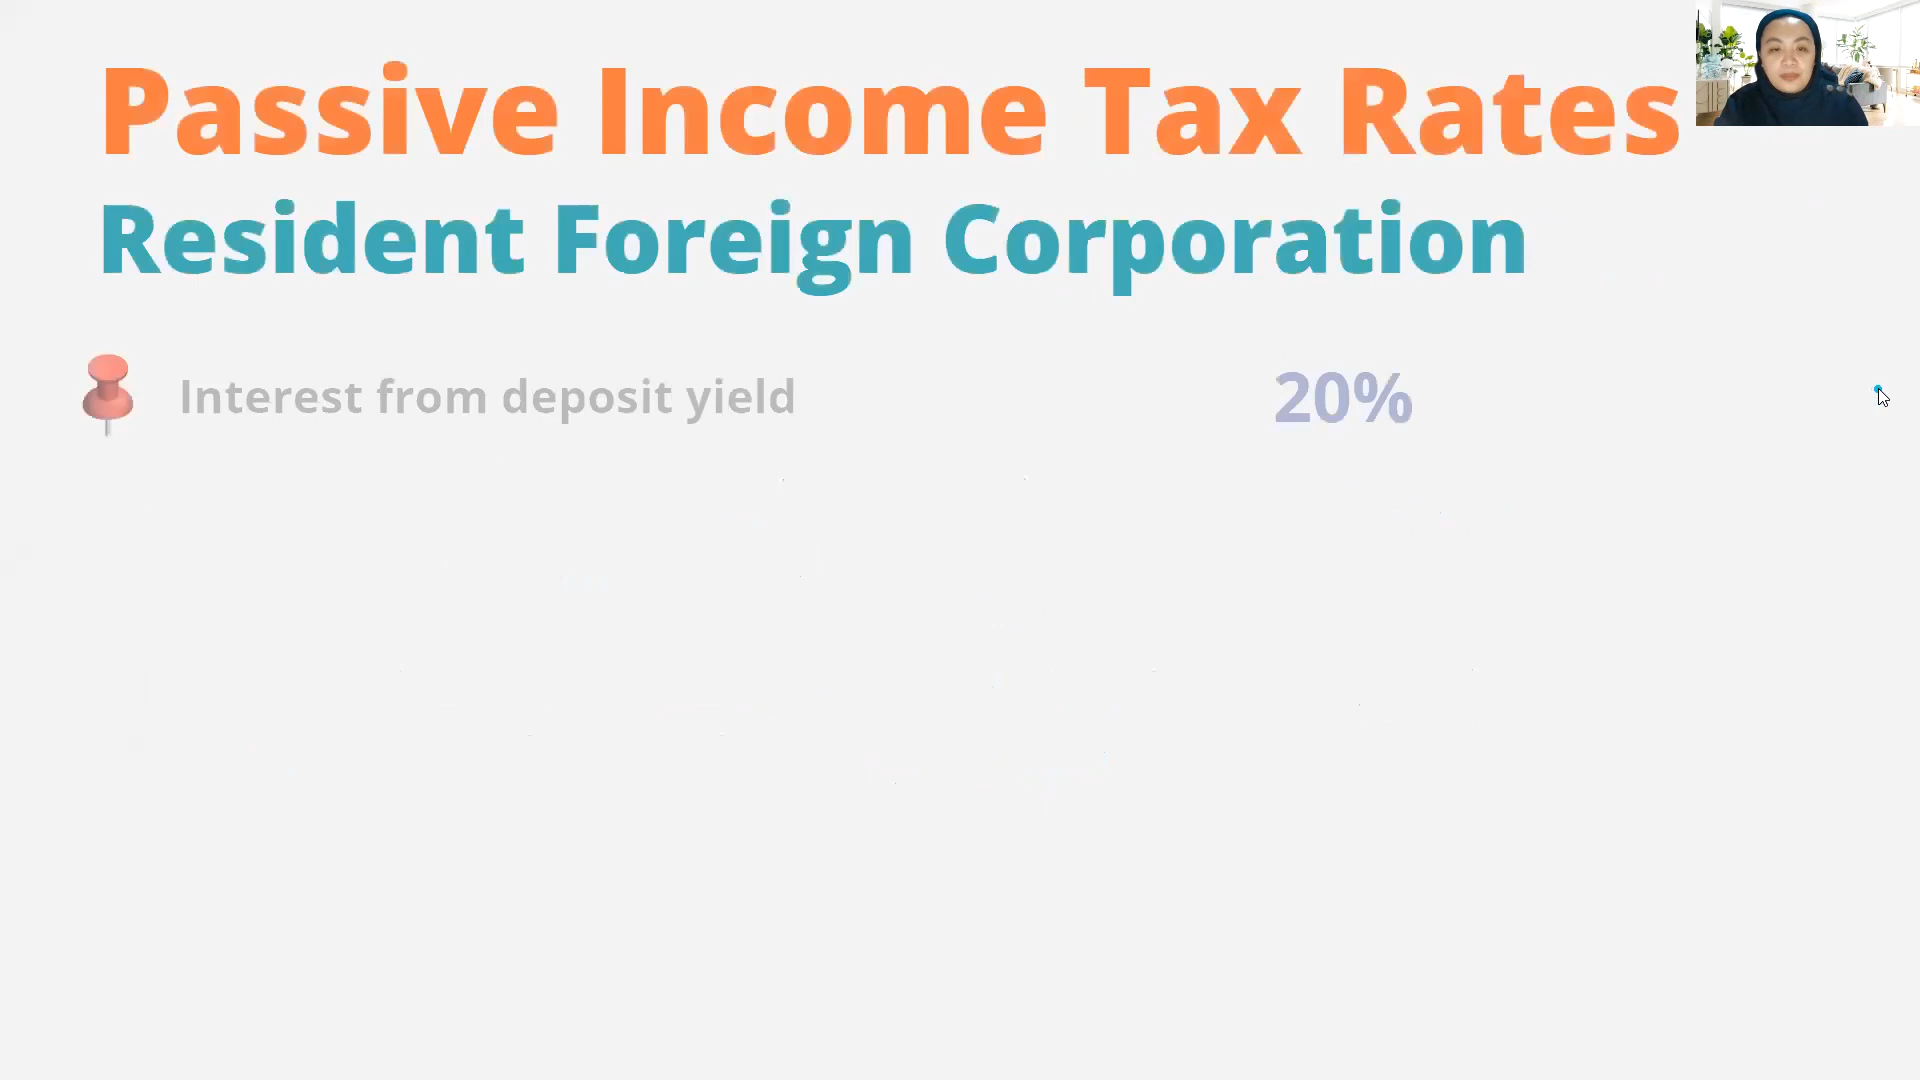 Passive Income Tax Rates
Resident Foreign Corporation
Interest from deposit yield 20%